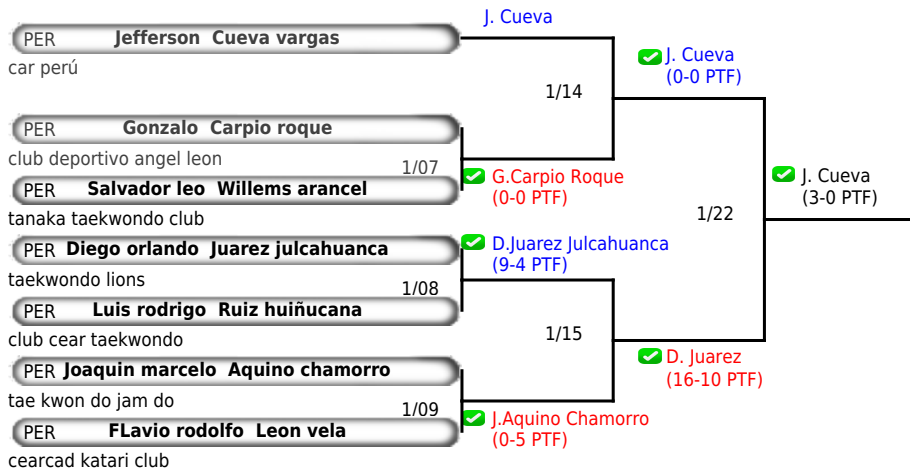 J. Cueva
PER Jefferson Cueva vargas
car perú
J. Cueva
(0-0 PTF)
1/14
PER Gonzalo Carpio roque
club deportivo angel leon
1/07
G.Carpio Roque
(0-0 PTF)
PER Salvador leo Willems arancel
tanaka taekwondo club
J. Cueva
(3-0 PTF)
1/22
PER Diego orlando Juarez julcahuanca
D.Juarez Julcahuanca
(9-4 PTF)
taekwondo lions
1/08
PER Luis rodrigo Ruiz huiñucana
club cear taekwondo
1/15
D. Juarez
(16-10 PTF)
PER Joaquin marcelo Aquino chamorro
tae kwon do jam do
1/09
J.Aquino Chamorro
(0-5 PTF)
PER FLavio rodolfo Leon vela
cearcad katari club